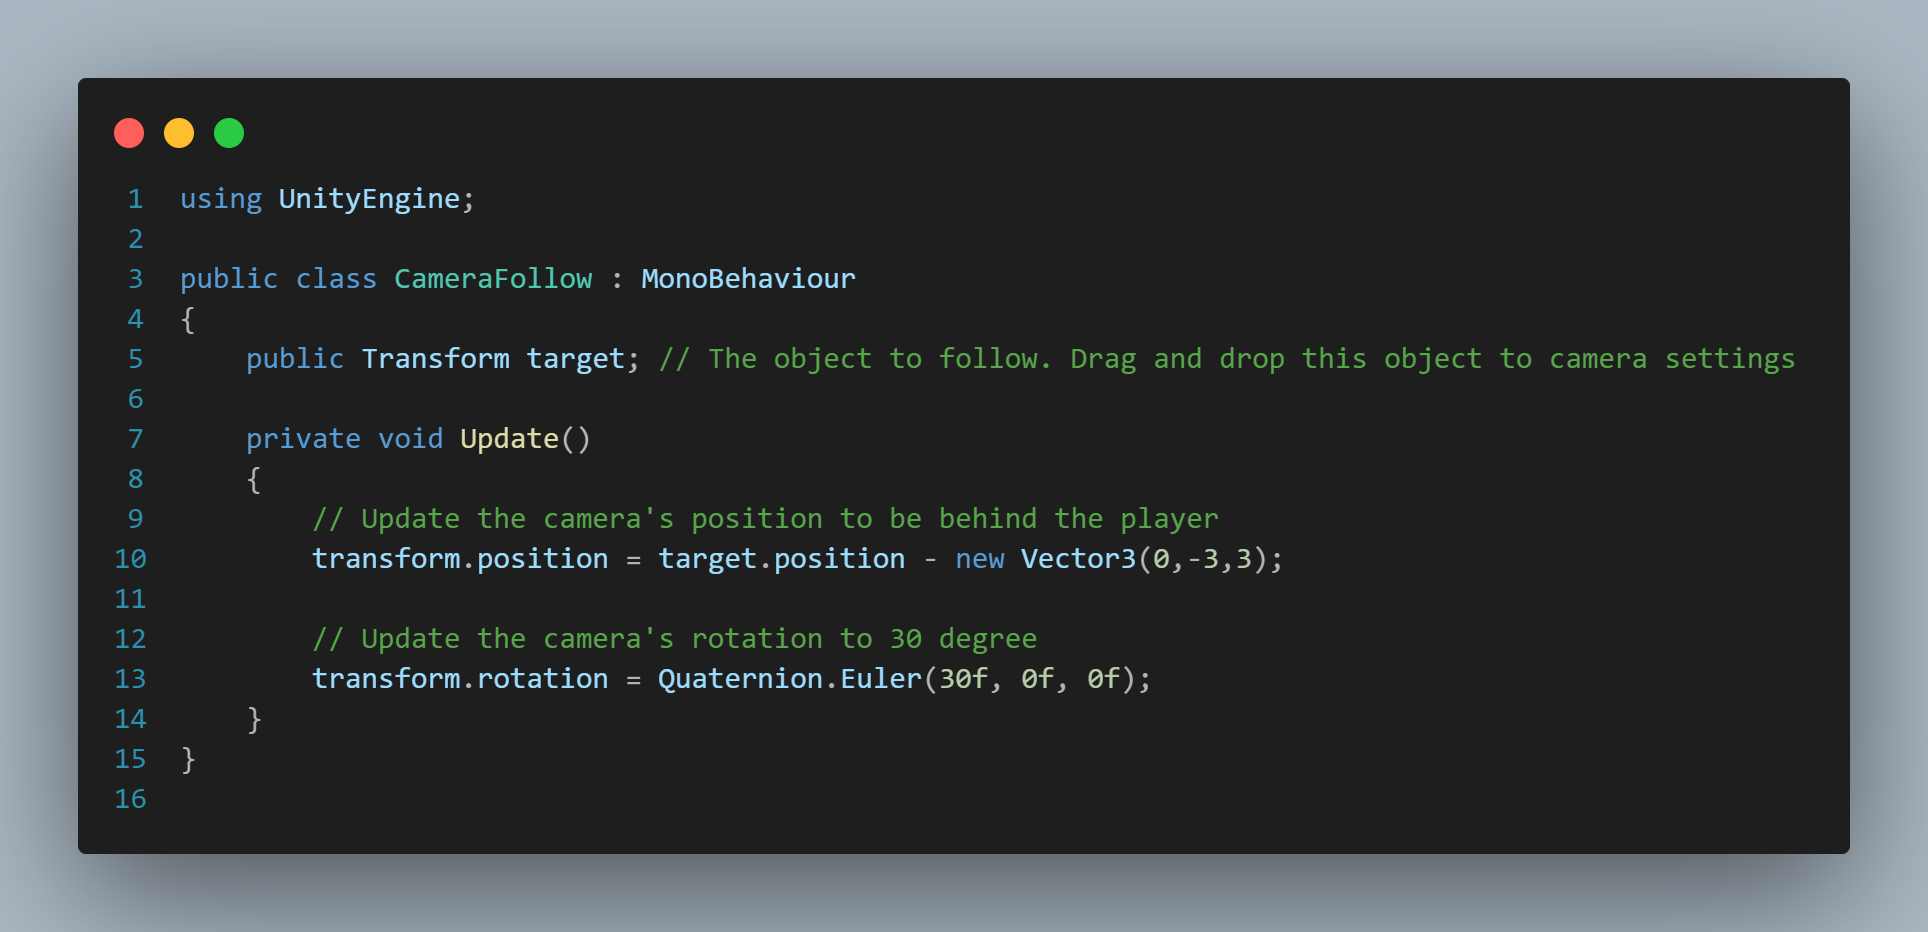 1 using UnityEngine;
2
3 public class CameraFollow : MonoBehaviour
4 {
5     public Transform target; // The object to follow. Drag and drop this object to camera settings
6
7     private void Update()
8     {
9         // Update the camera's position to be behind the player
10         transform.position = target.position - new Vector3(0,-3,3);
11
12         // Update the camera's rotation to 30 degree
13         transform.rotation = Quaternion.Euler(30f, 0f, 0f);
14     }
15 }
16